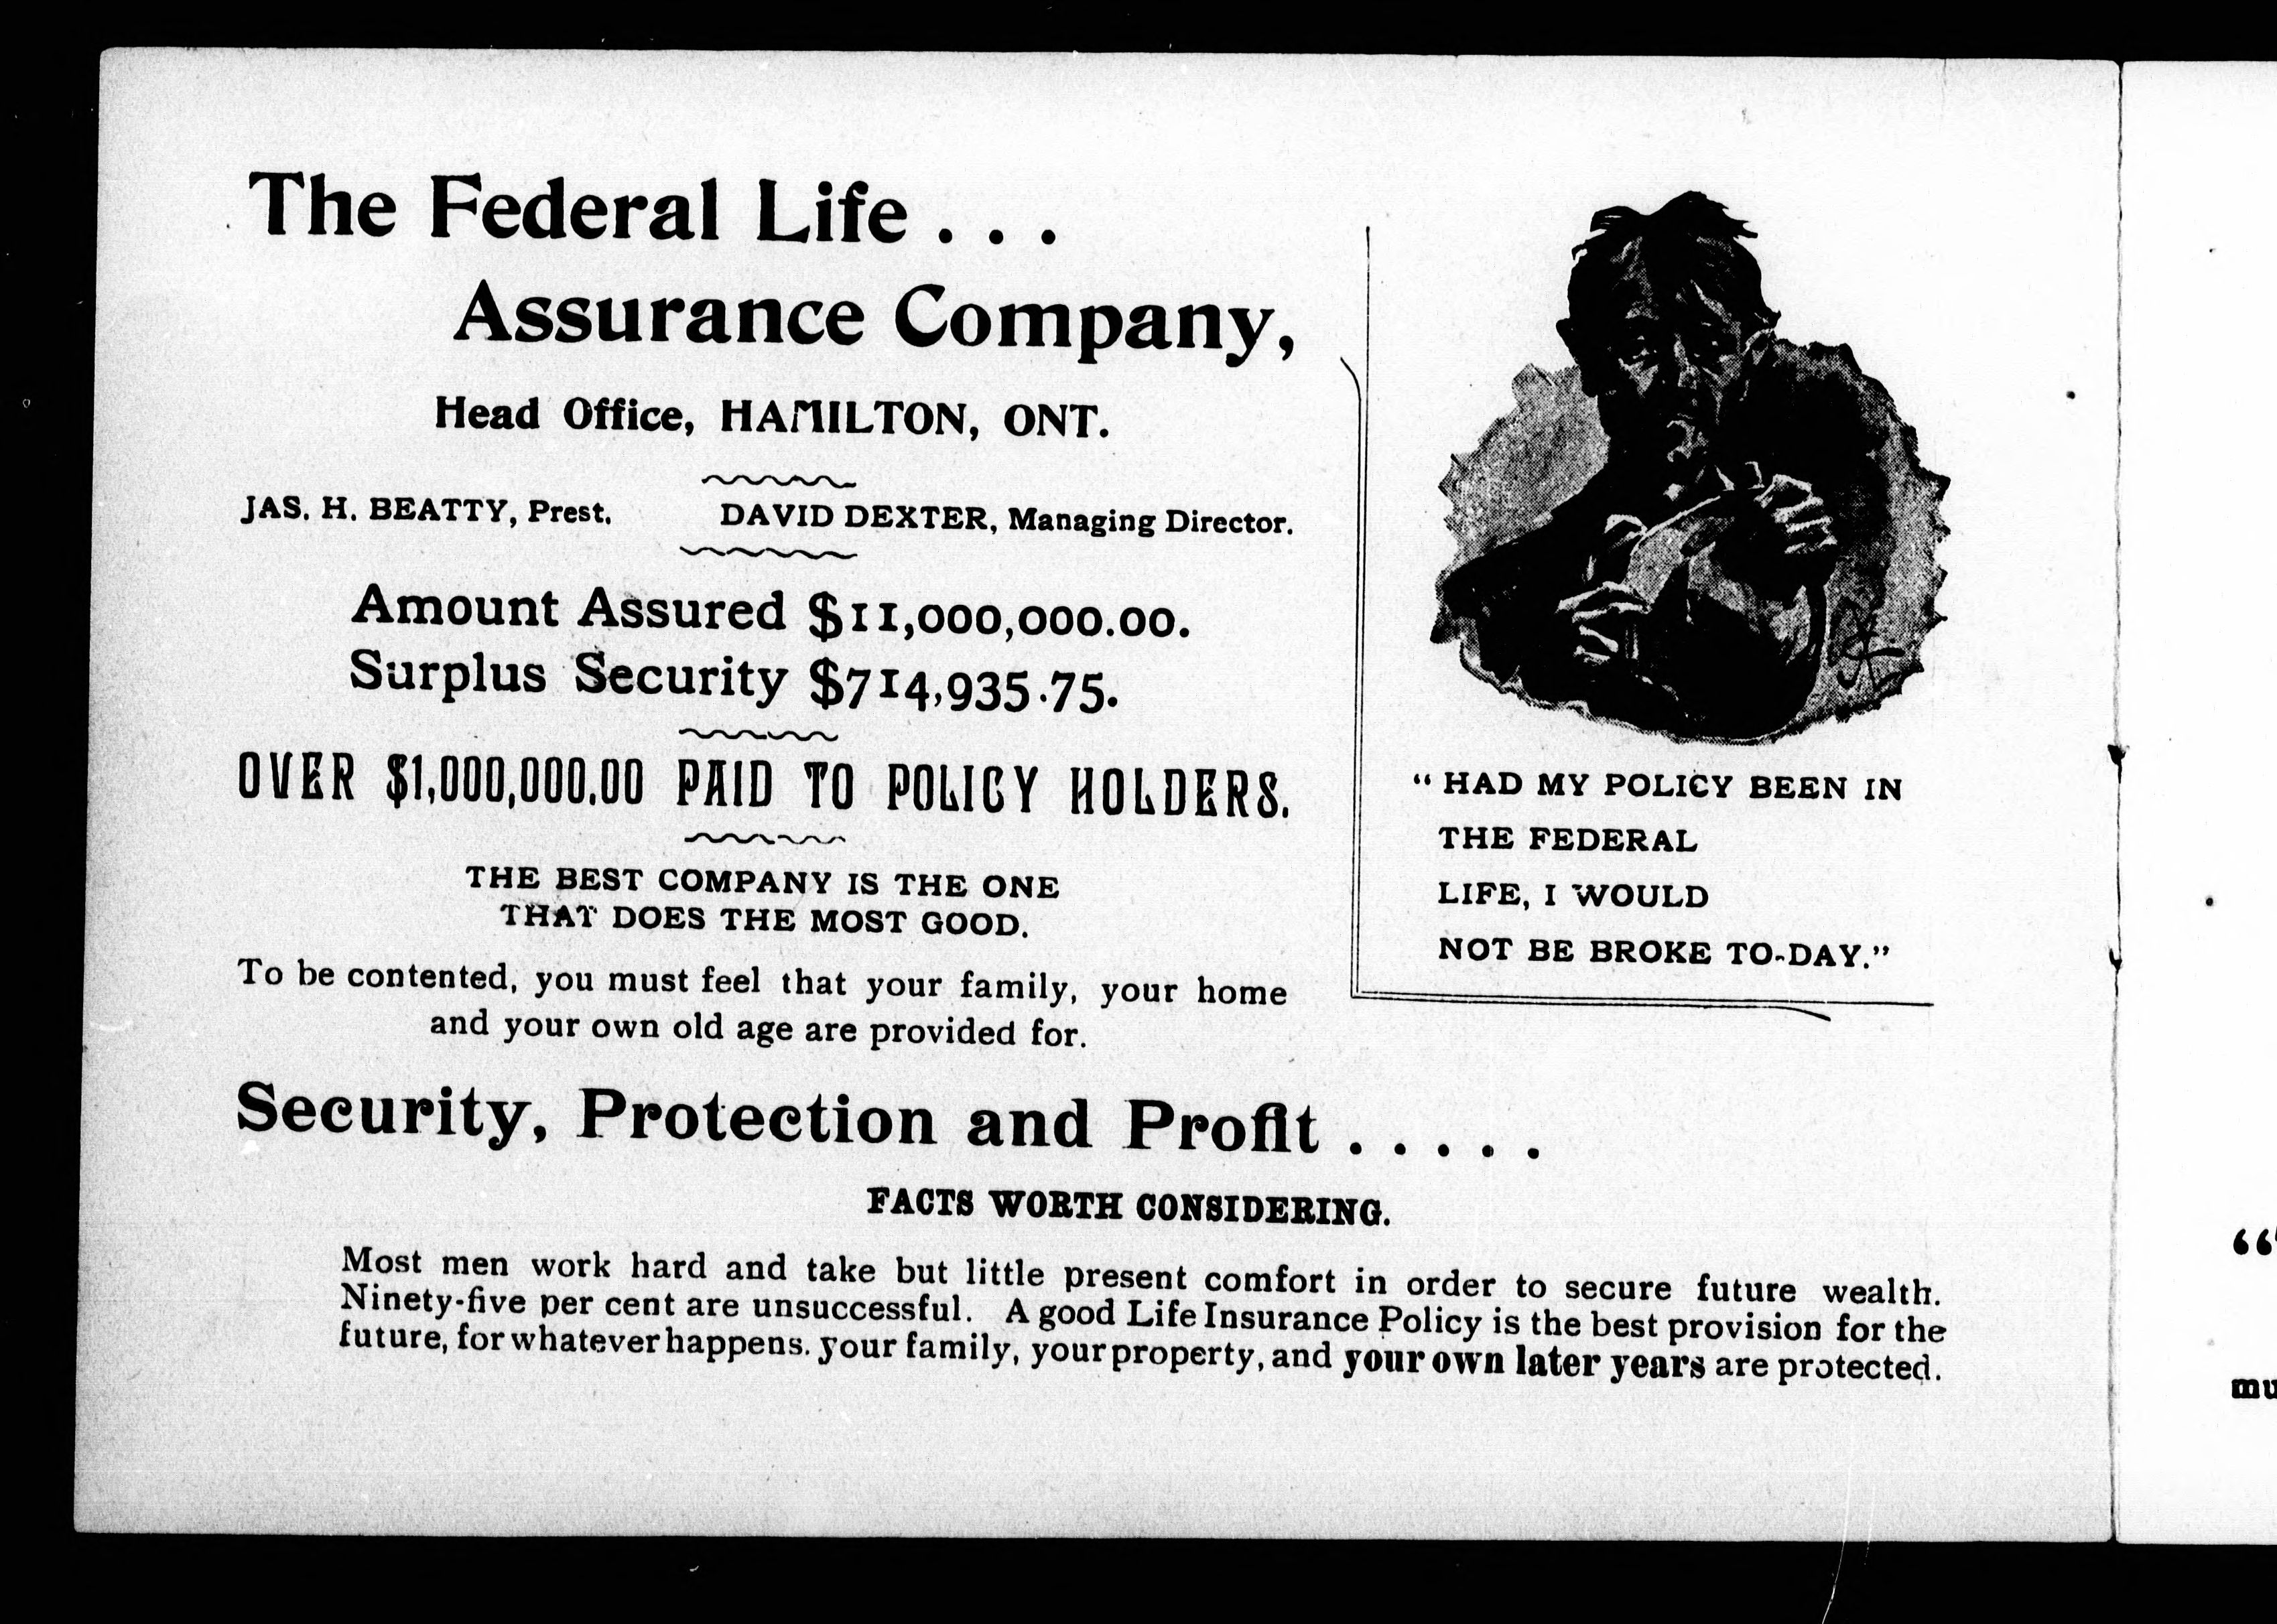 The Federal Life . . .
Assurance Company,
Head Office, HAMILTON, ONT.
JAS. H. BEATTY, Prest. DAVID DEXTER, Managing Director.
Amount Assured $11,000,000.00.
Surplus Security $714,935.75.
OVER $1,000,000.00 PAID TO POLICY HOLDERS.
THE BEST COMPANY IS THE ONE
THAT DOES THE MOST GOOD.
To be contented, you must feel that your family, your home
and your own old age are provided for.
“ HAD MY POLICY BEEN IN
THE FEDERAL
LIFE, I WOULD
NOT BE BROKE TO-DAY.”
Security, Protection and Profit . . . . .
FACTS WORTH CONSIDERING.
Most men work hard and take but little present comfort in order to secure future wealth.
Ninety-five per cent are unsuccessful. A good Life Insurance Policy is the best provision for the
future, for whatever happens. your family, your property, and your own later years are protected.
mu